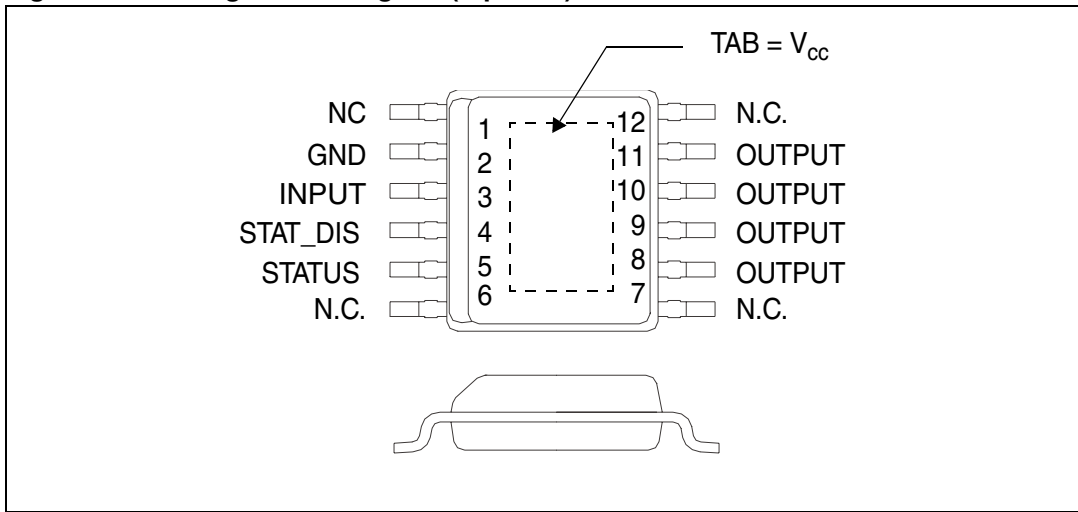 TAB = Vcc
NC 1 12 N.C.
GND 2 11 OUTPUT
INPUT 3 10 OUTPUT
STAT_DIS 4 9 OUTPUT
STATUS 5 8 OUTPUT
N.C. 6 7 N.C.